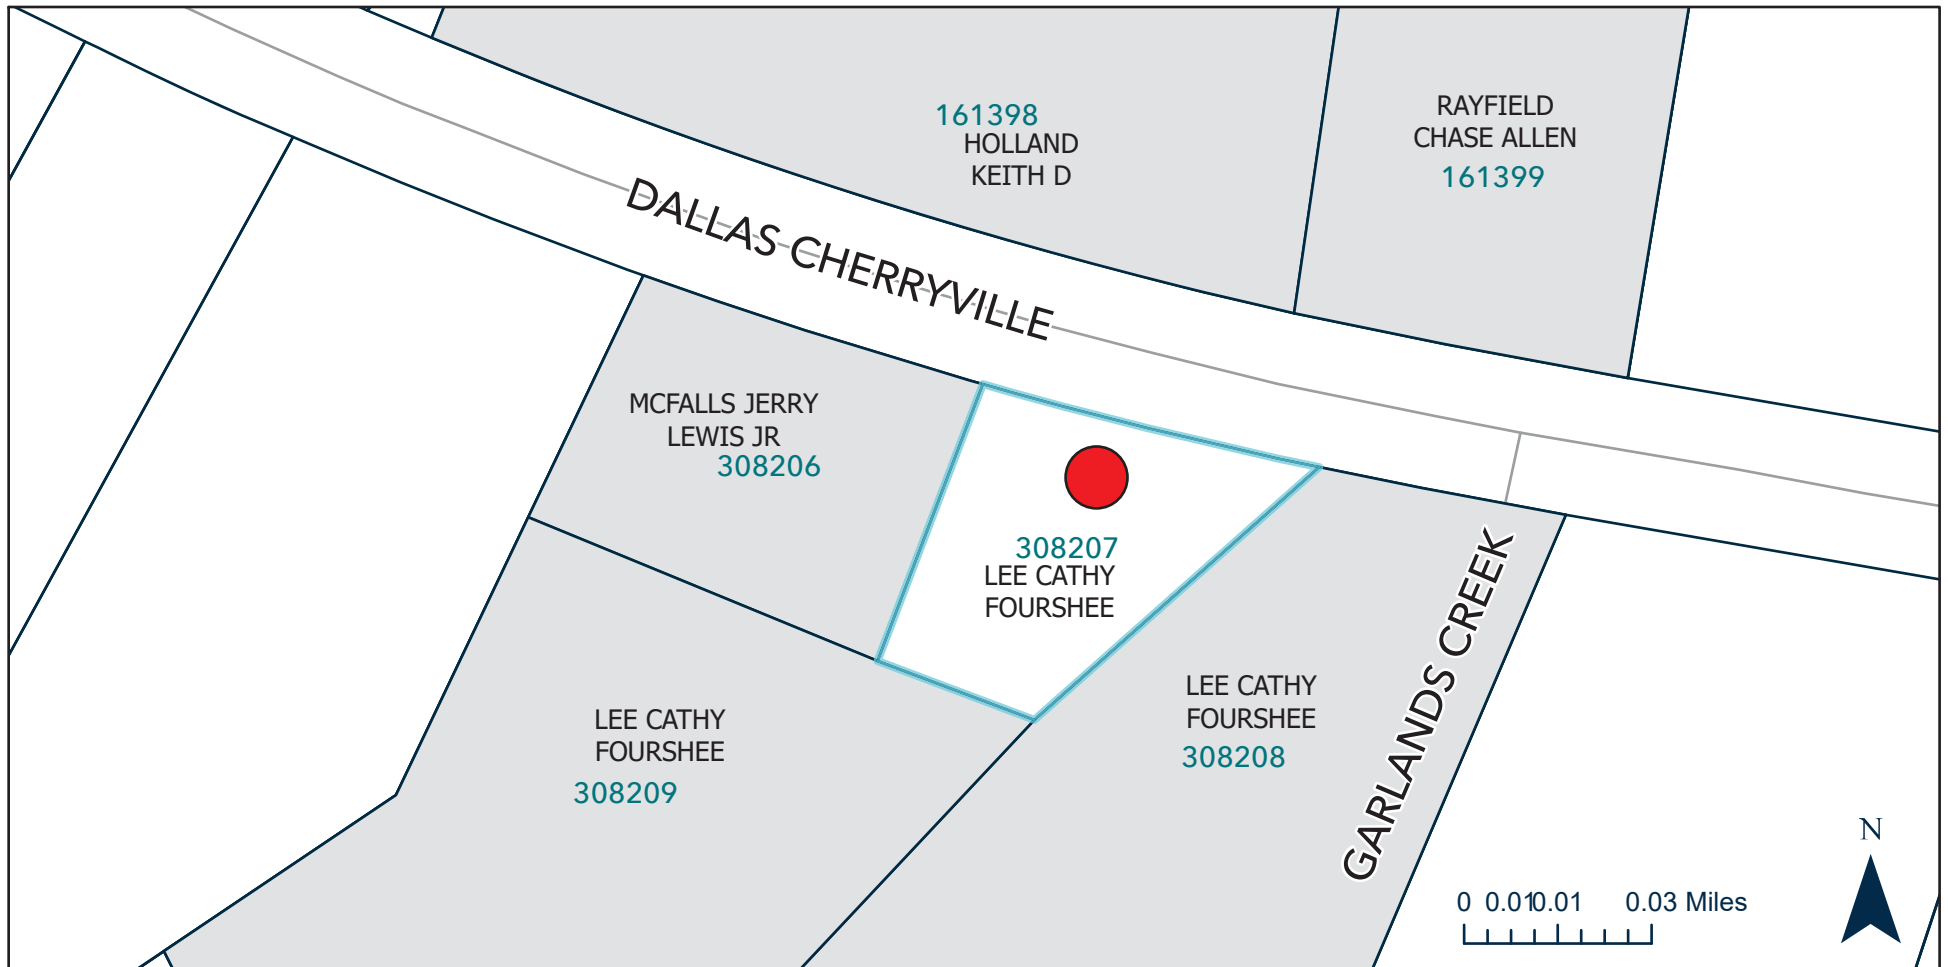 161398
HOLLAND
KEITH D
RAYFIELD
CHASE ALLEN
161399
DALLAS CHERRYVILLE
MCFALLS JERRY
LEWIS JR
308206
308207
LEE CATHY
FOURSHEE
LEE CATHY
FOURSHEE
308208
GARLANDS CREEK
LEE CATHY
FOURSHEE
308209
N
0 0.010.01 0.03 Miles